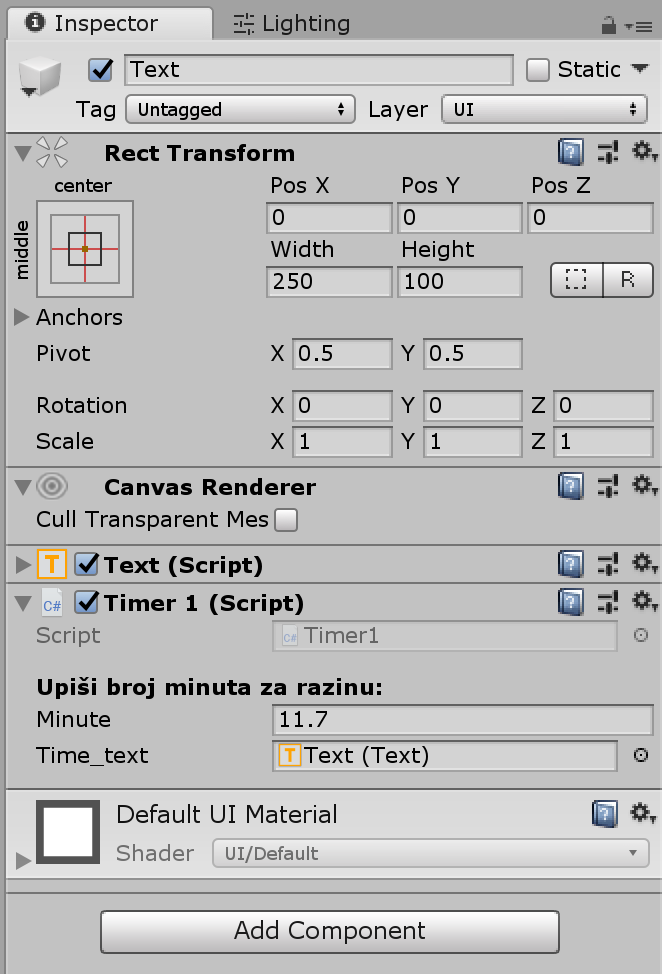 Inspector Lighting
Text Static
Tag Untagged Layer UI
Rect Transform
center Pos X Pos Y Pos Z
middle
0 0 0
Width Height
250 100 R
Anchors
Pivot X 0.5 Y 0.5
Rotation X 0 Y 0 Z 0
Scale X 1 Y 1 Z 1
Canvas Renderer
Cull Transparent Mes
T Text (Script)
C# Timer 1 (Script)
Script C# Timer1
Upiši broj minuta za razinu:
Minute 11.7
Time_text T Text (Text)
Default UI Material
Shader UI/Default
Add Component